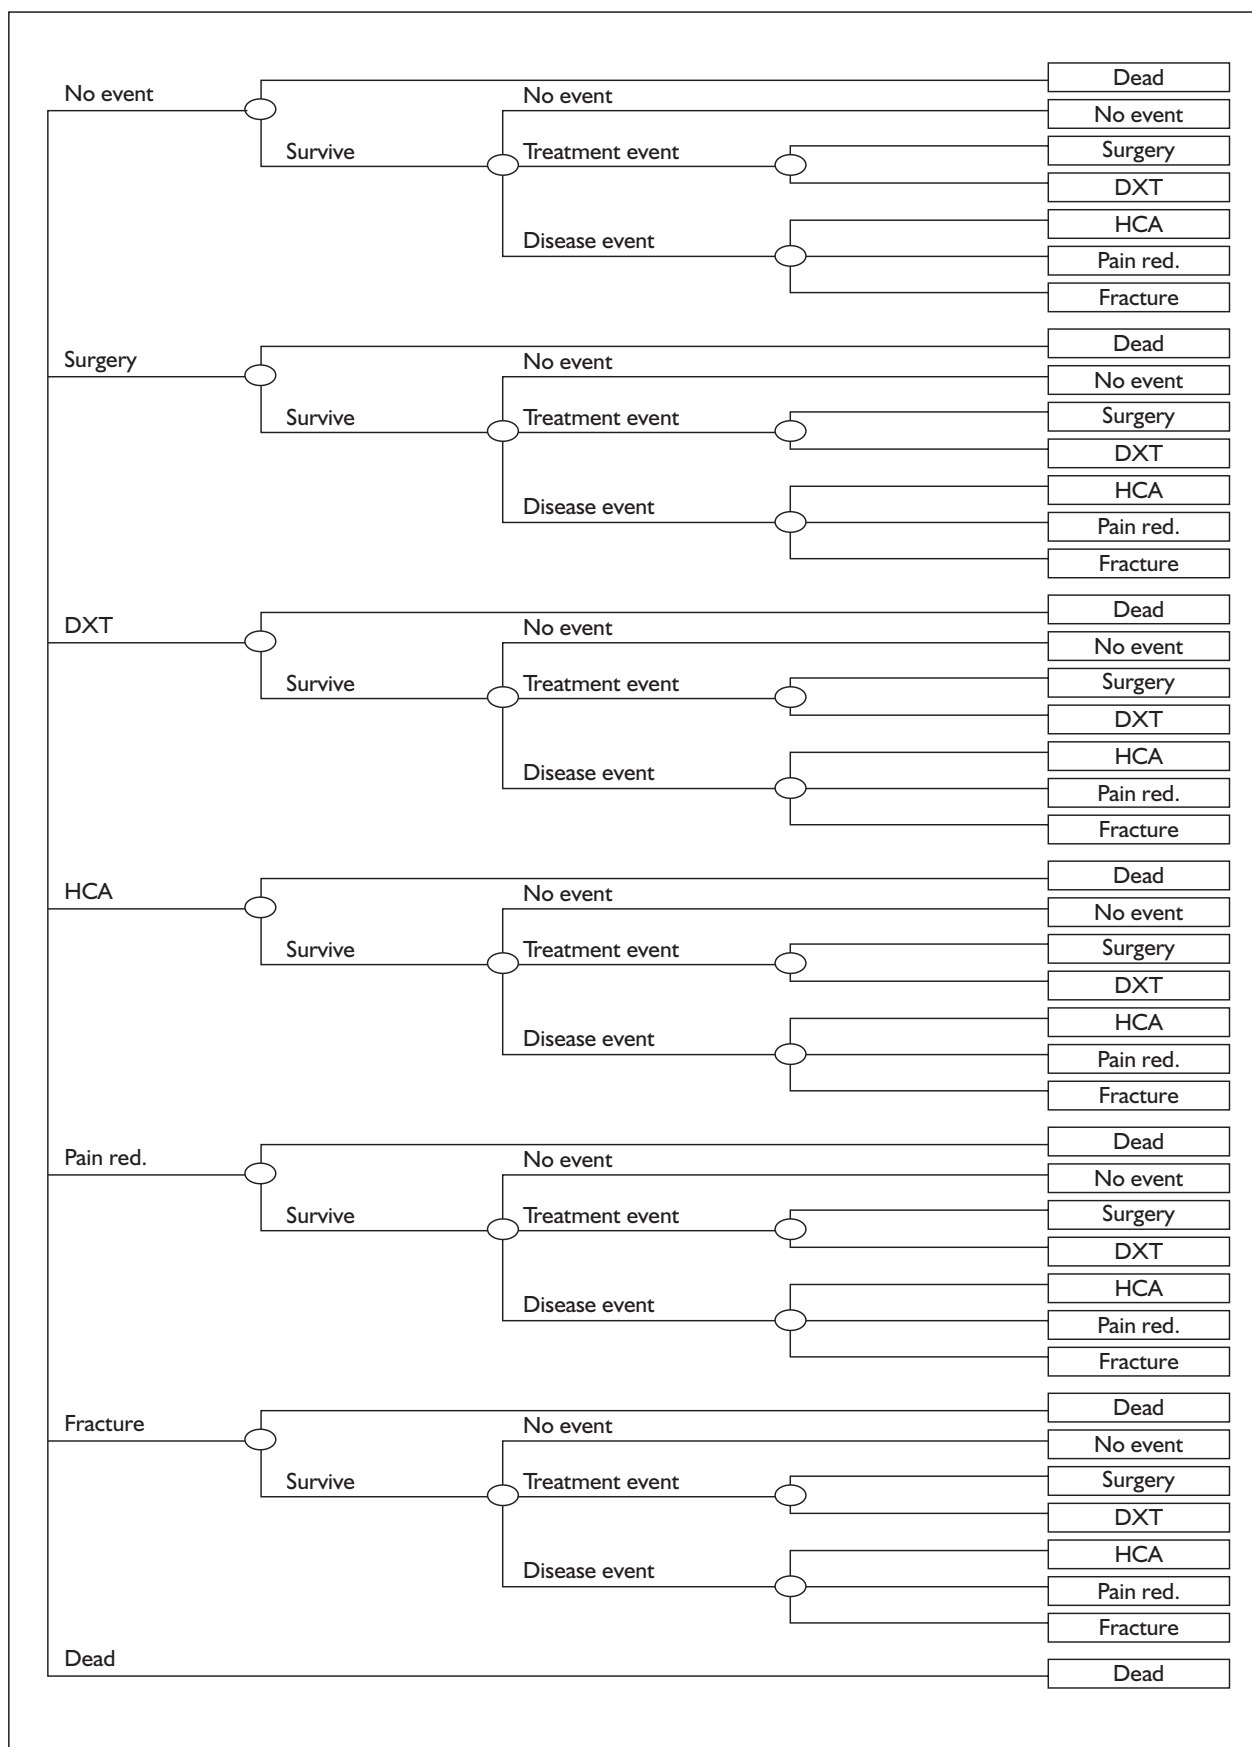 No event
Dead
No event
No event
Survive
Treatment event
Surgery
DXT
Disease event
HCA
Pain red.
Fracture
Surgery
Dead
No event
No event
Survive
Treatment event
Surgery
DXT
Disease event
HCA
Pain red.
Fracture
DXT
Dead
No event
No event
Survive
Treatment event
Surgery
DXT
Disease event
HCA
Pain red.
Fracture
HCA
Dead
No event
No event
Survive
Treatment event
Surgery
DXT
Disease event
HCA
Pain red.
Fracture
Pain red.
Dead
No event
No event
Survive
Treatment event
Surgery
DXT
Disease event
HCA
Pain red.
Fracture
Fracture
Dead
No event
No event
Survive
Treatment event
Surgery
DXT
Disease event
HCA
Pain red.
Fracture
Dead
Dead